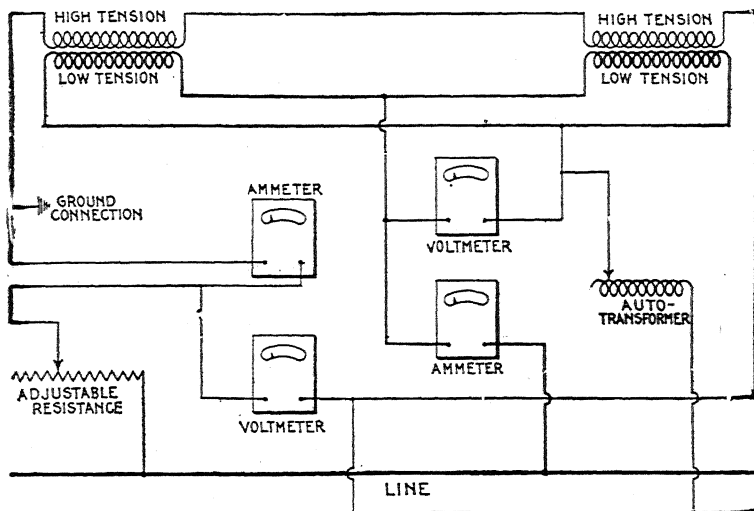 HIGH TENSION
HIGH TENSION
LOW TENSION
LOW TENSION
GROUND
CONNECTION
AMMETER
VOLTMETER
AUTO-
TRANSFORMER
AMMETER
ADJUSTABLE
RESISTANCE
VOLTMETER
LINE